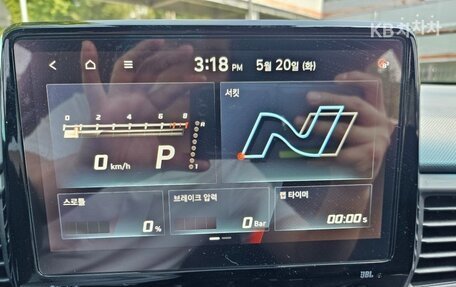 KB차차차
3:18 PM 5월 20일 (화)
서킷
0 2 4 6 8
R
0 km/h P
1
스로틀
브레이크 압력
랩 타이머
0 %
0 Bar
00:00 s
JBL